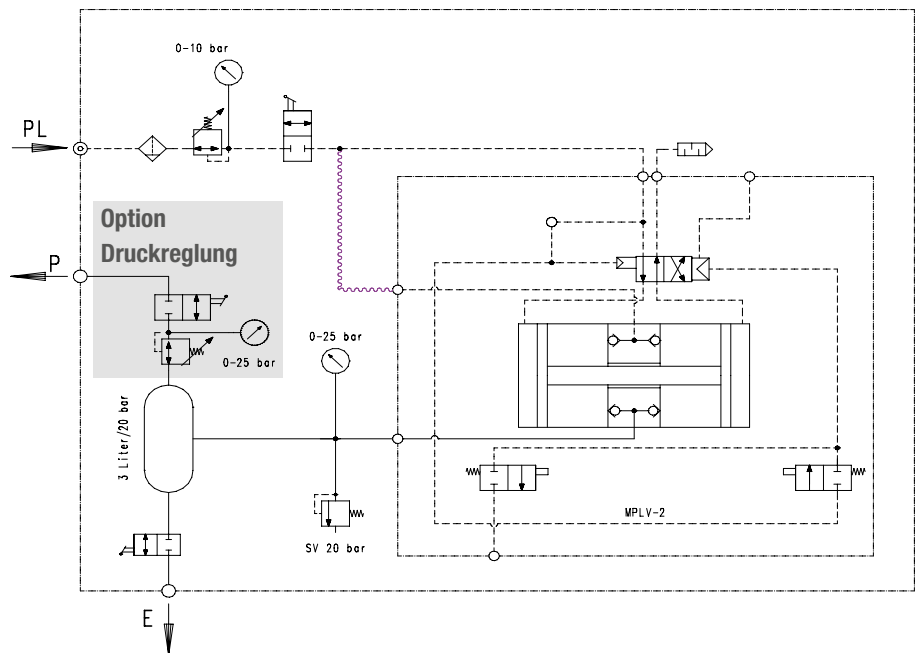 0-10 bar
PL
Option
Druckreglung
P
0-25 bar
0-25 bar
3 Liter/20 bar
MPLV-2
SV 20 bar
E